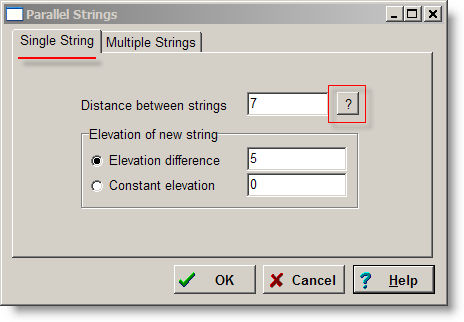 Parallel Strings
Single String Multiple Strings
Distance between strings 7 ?
Elevation of new string
Elevation difference 5
Constant elevation 0
OK Cancel ? Help